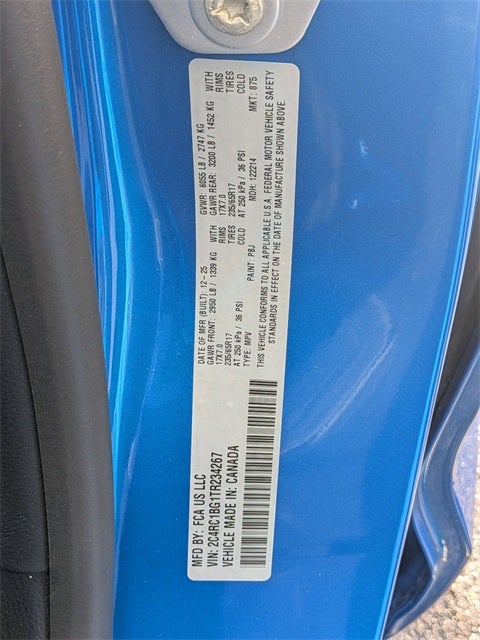 MFD BY: FCA US LLC
VIN: 2C4RC1BG1TR234267
VEHICLE MADE IN: CANADA
DATE OF MFR (BUILT): 12-25 GVWR: 6055 LB / 2747 KG
GAWR FRONT: 2950 LB / 1339 KG WITH GAWR REAR: 3200 LB / 1452 KG WITH
17X7.0 RIMS 17X7.0 RIMS
235/65R17 TIRES 235/65R17 TIRES
AT 250 kPa / 36 PSI COLD AT 250 kPa / 36 PSI COLD
TYPE: MPV PAINT: PBJ MDH: 122214 MKT: 875
THIS VEHICLE CONFORMS TO ALL APPLICABLE U.S.A. FEDERAL MOTOR VEHICLE SAFETY
STANDARDS IN EFFECT ON THE DATE OF MANUFACTURE SHOWN ABOVE.